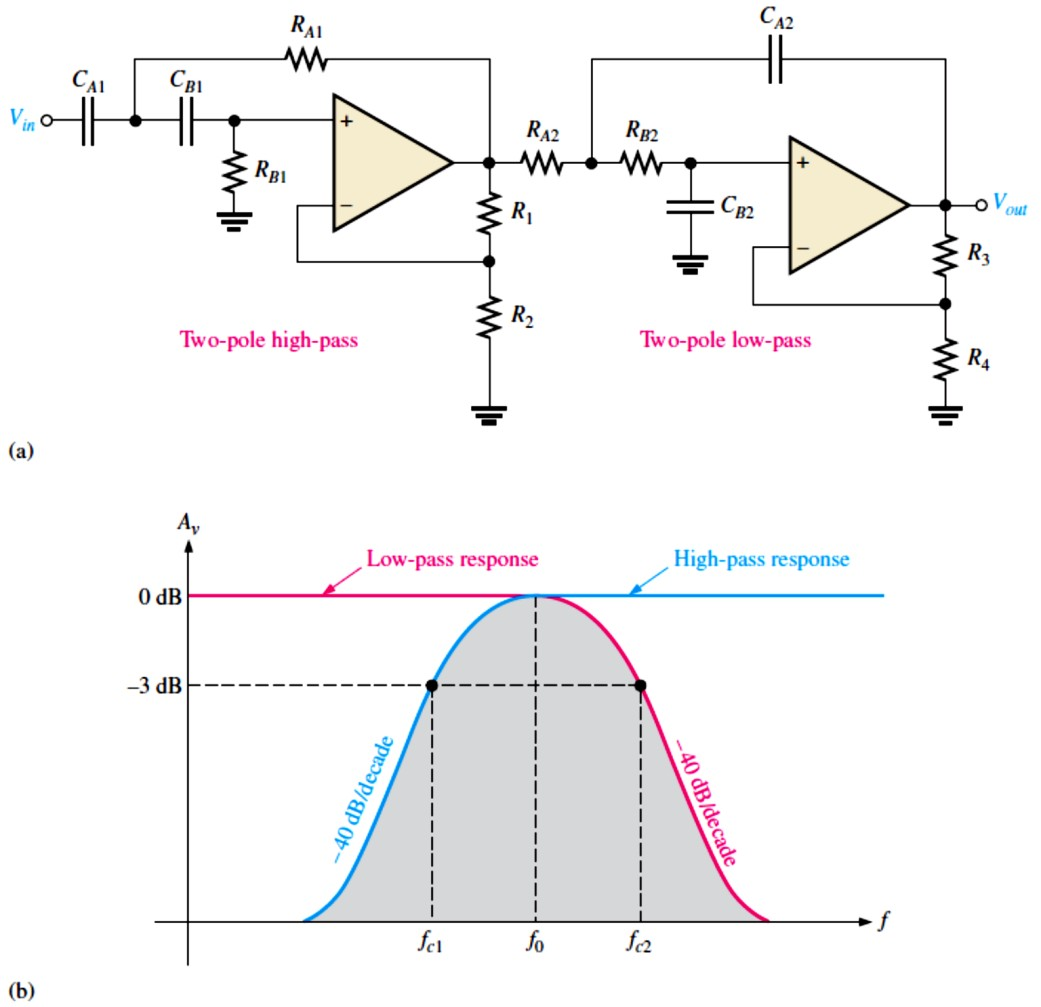 R_A1
C_A2
C_A1
C_B1
V_in
+
R_B1
−
R_1
R_2
R_A2
R_B2
C_B2
+
−
V_out
R_3
R_4
Two-pole high-pass
Two-pole low-pass
(a)
A_v
Low-pass response
High-pass response
0 dB
–3 dB
–40 dB/decade
–40 dB/decade
f_c1
f_0
f_c2
f
(b)